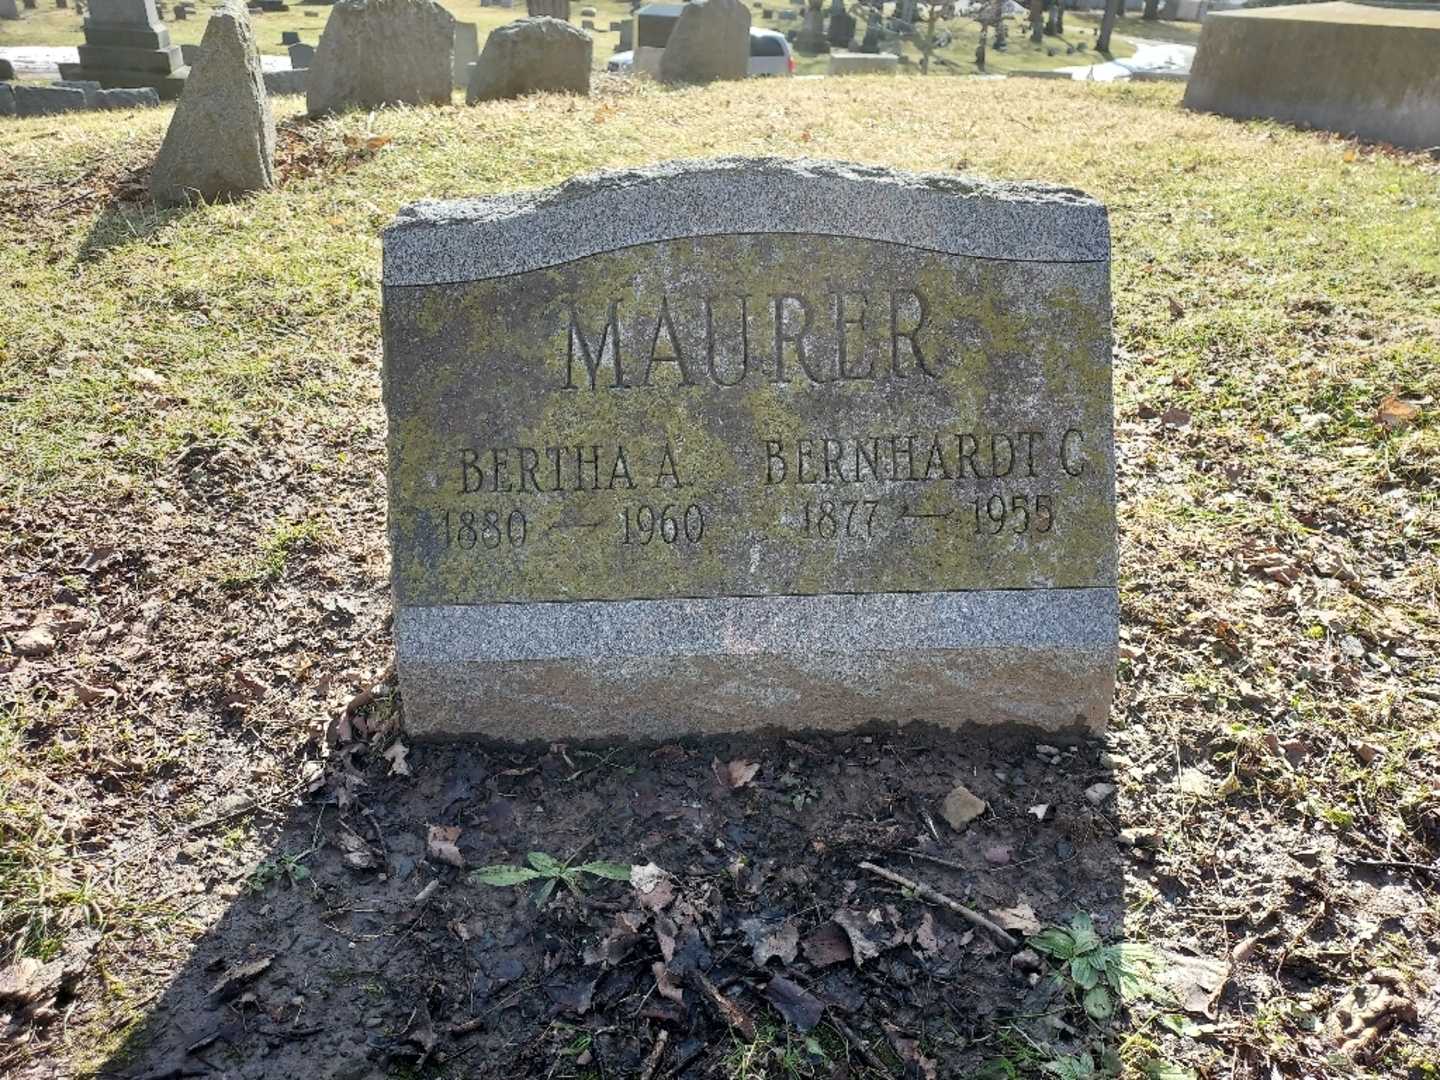 MAURER
BERTHA A. BERNHARDT C
1880 — 1960 1877 — 1955